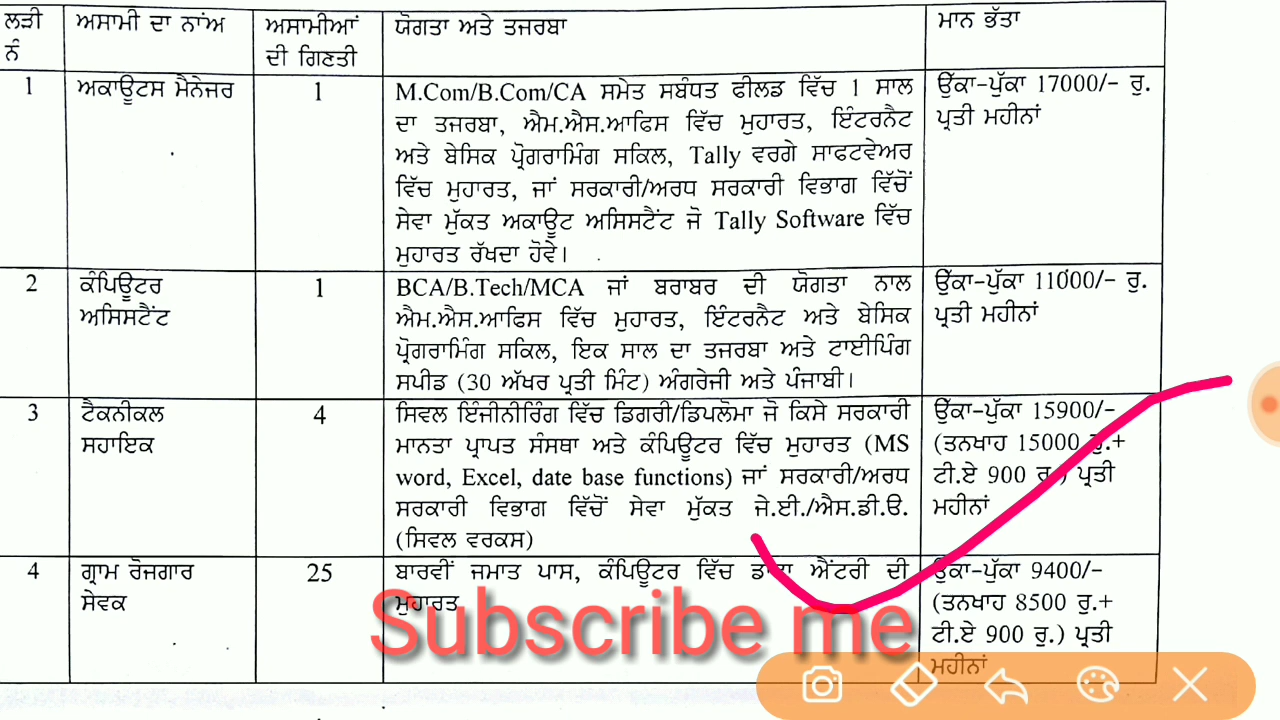 ਲੜੀ ਨੰ
ਅਸਾਮੀ ਦਾ ਨਾਂਅ
ਅਸਾਮੀਆਂ
ਦੀ ਗਿਣਤੀ
ਯੋਗਤਾ ਅਤੇ ਤਜਰਬਾ
ਮਾਨ ਭੱਤਾ
1
ਅਕਾਊਟਸ ਮੈਨੇਜਰ
1
M.Com/B.Com/CA ਸਮੇਤ ਸਬੰਧਤ ਫੀਲਡ ਵਿੱਚ 1 ਸਾਲ
ਦਾ ਤਜਰਬਾ, ਐਮ.ਐਸ.ਆਫਿਸ ਵਿੱਚ ਮੁਹਾਰਤ, ਇੰਟਰਨੈਟ
ਅਤੇ ਬੇਸਿਕ ਪ੍ਰੋਗਰਾਮਿੰਗ ਸਕਿਲ, Tally ਵਰਗੇ ਸਾਫਟਵੇਅਰ
ਵਿੱਚ ਮੁਹਾਰਤ, ਜਾਂ ਸਰਕਾਰੀ/ਅਰਧ ਸਰਕਾਰੀ ਵਿਭਾਗ ਵਿੱਚੋਂ
ਸੇਵਾ ਮੁੱਕਤ ਅਕਾਊਟ ਅਸਿਸਟੈਂਟ ਜੋ Tally Software ਵਿੱਚ
ਮੁਹਾਰਤ ਰੱਖਦਾ ਹੋਵੇ।
ਉੱਕਾ-ਪੁੱਕਾ 17000/- ਰੁ.
ਪ੍ਰਤੀ ਮਹੀਨਾਂ
2
ਕੰਪਿਊਟਰ
ਅਸਿਸਟੈਂਟ
1
BCA/B.Tech/MCA ਜਾਂ ਬਰਾਬਰ ਦੀ ਯੋਗਤਾ ਨਾਲ
ਐਮ.ਐਸ.ਆਫਿਸ ਵਿੱਚ ਮੁਹਾਰਤ, ਇੰਟਰਨੈਟ ਅਤੇ ਬੇਸਿਕ
ਪ੍ਰੋਗਰਾਮਿੰਗ ਸਕਿਲ, ਇਕ ਸਾਲ ਦਾ ਤਜਰਬਾ ਅਤੇ ਟਾਈਪਿੰਗ
ਸਪੀਡ (30 ਅੱਖਰ ਪ੍ਰਤੀ ਮਿੰਟ) ਅੰਗਰੇਜੀ ਅਤੇ ਪੰਜਾਬੀ।
ਉੱਕਾ-ਪੁੱਕਾ 11000/- ਰੁ.
ਪ੍ਰਤੀ ਮਹੀਨਾਂ
3
ਟੈਕਨੀਕਲ
ਸਹਾਇਕ
4
ਸਿਵਲ ਇੰਜੀਨੀਰਿੰਗ ਵਿੱਚ ਡਿਗਰੀ/ਡਿਪਲੋਮਾ ਜੋ ਕਿਸੇ ਸਰਕਾਰੀ
ਮਾਨਤਾ ਪ੍ਰਾਪਤ ਸੰਸਥਾ ਅਤੇ ਕੰਪਿਊਟਰ ਵਿੱਚ ਮੁਹਾਰਤ (MS
word, Excel, date base functions) ਜਾਂ ਸਰਕਾਰੀ/ਅਰਧ
ਸਰਕਾਰੀ ਵਿਭਾਗ ਵਿੱਚੋਂ ਸੇਵਾ ਮੁੱਕਤ ਜੇ.ਈ./ਐਸ.ਡੀ.ੳ.
(ਸਿਵਲ ਵਰਕਸ)
ਉੱਕਾ-ਪੁੱਕਾ 15900/-
(ਤਨਖਾਹ 15000 ਰੁ.+
ਟੀ.ਏ 900 ਰੁ.) ਪ੍ਰਤੀ
ਮਹੀਨਾਂ
4
ਗ੍ਰਾਮ ਰੋਜਗਾਰ
ਸੇਵਕ
25
ਬਾਰਵੀਂ ਜਮਾਤ ਪਾਸ, ਕੰਪਿਊਟਰ ਵਿੱਚ ਡਾਟਾ ਐਂਟਰੀ ਦੀ
ਮੁਹਾਰਤ
ਉੱਕਾ-ਪੁੱਕਾ 9400/-
(ਤਨਖਾਹ 8500 ਰੁ.+
ਟੀ.ਏ 900 ਰੁ.) ਪ੍ਰਤੀ
ਮਹੀਨਾਂ
Subscribe me